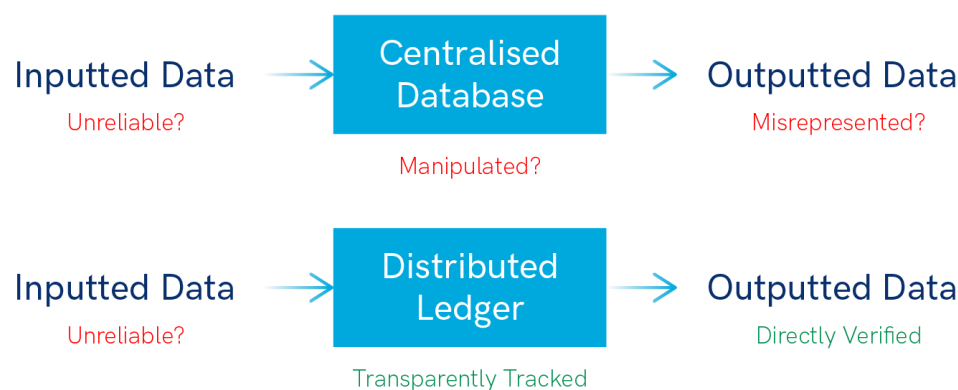 Centralised
Database
Inputted Data
Outputted Data
Unreliable?
Misrepresented?
Manipulated?
Distributed
Ledger
Inputted Data
Outputted Data
Unreliable?
Directly Verified
Transparently Tracked